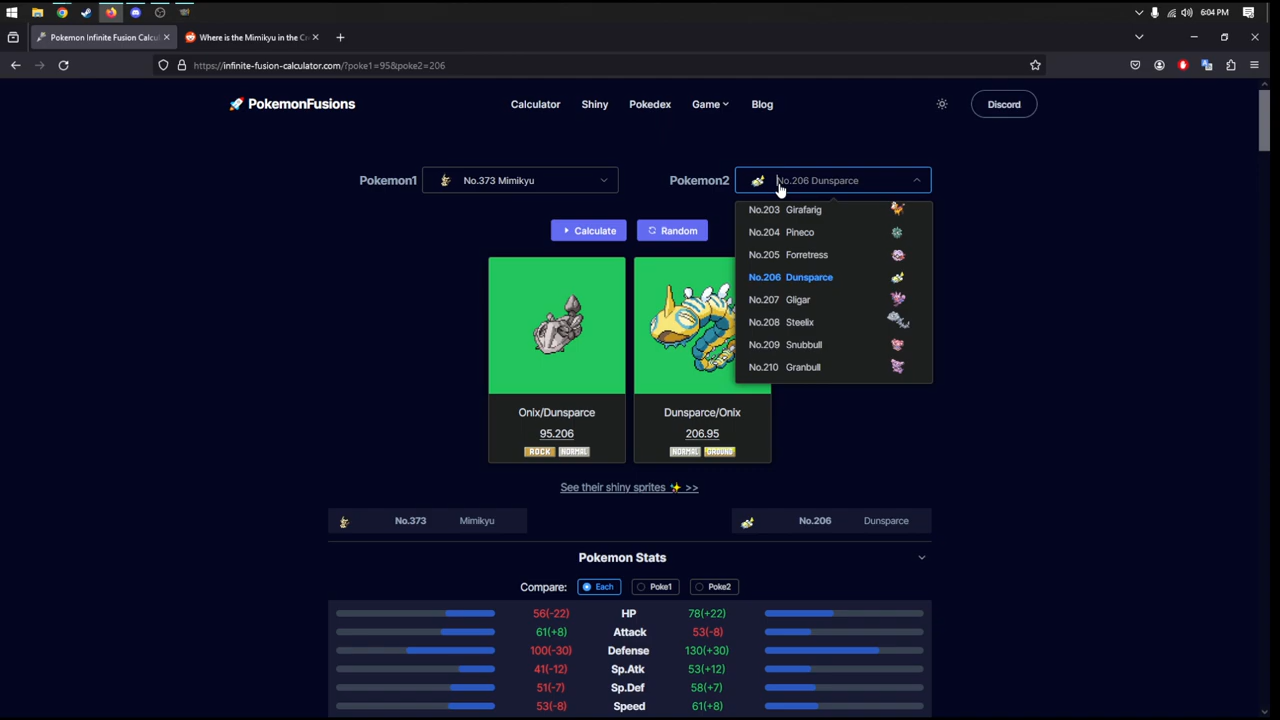 6:04 PM
Pokemon Infinite Fusion Calcul
Where is the Mimikyu in the Cr
https://infinite-fusion-calculator.com/?poke1=95&poke2=206
PokemonFusions
Calculator
Shiny
Pokedex
Game
Blog
Discord
Pokemon1
No.373 Mimikyu
Pokemon2
No.206 Dunsparce
Calculate
Random
No.203 Girafarig
No.204 Pineco
No.205 Forretress
No.206 Dunsparce
No.207 Gligar
No.208 Steelix
No.209 Snubbull
No.210 Granbull
Onix/Dunsparce
95.206
ROCK NORMAL
Dunsparce/Onix
206.95
NORMAL GROUND
See their shiny sprites ✨ >>
No.373 Mimikyu
No.206 Dunsparce
Pokemon Stats
Compare: Each Poke1 Poke2
56(-22) HP 78(+22)
61(+8) Attack 53(-8)
100(-30) Defense 130(+30)
41(-12) Sp.Atk 53(+12)
51(-7) Sp.Def 58(+7)
53(-8) Speed 61(+8)